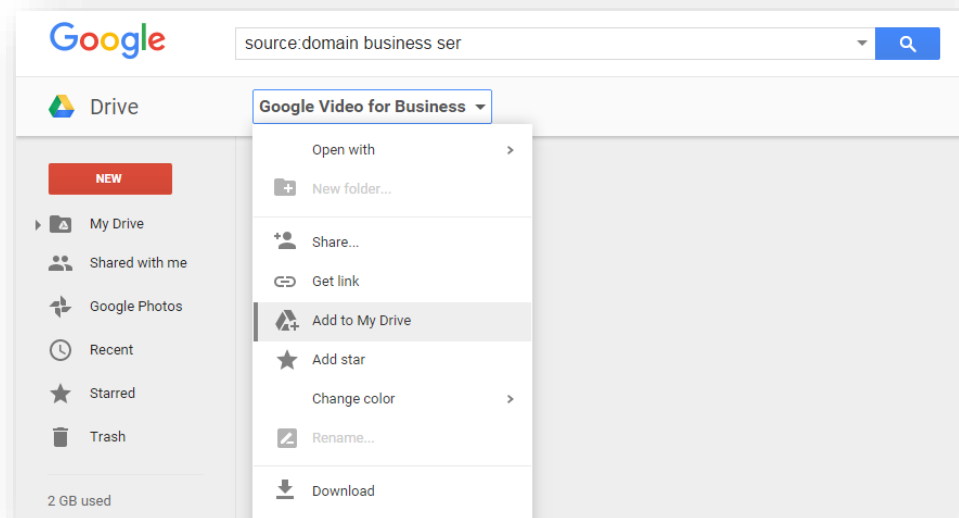 Google
source:domain business ser
Drive
Google Video for Business
Open with
New folder...
Share...
Get link
Add to My Drive
Add star
Change color
Rename...
Download
NEW
My Drive
Shared with me
Google Photos
Recent
Starred
Trash
2 GB used